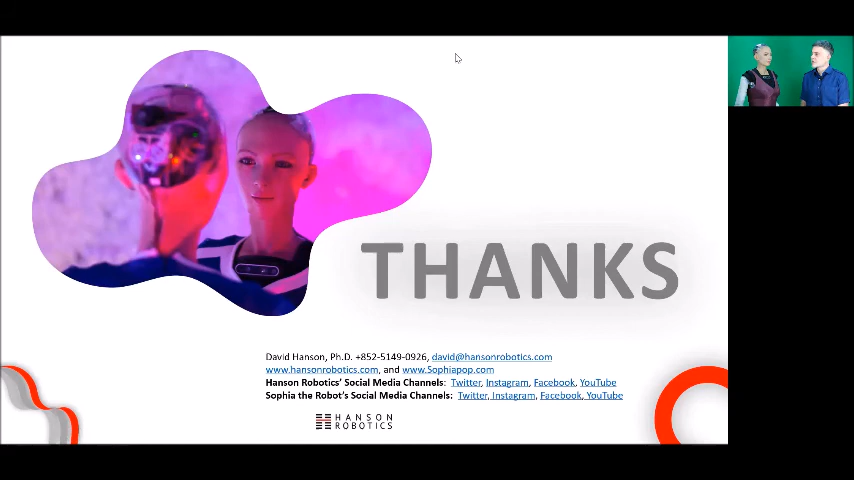 THANKS
David Hanson, Ph.D. +852-5149-0926, david@hansonrobotics.com
www.hansonrobotics.com, and www.Sophiapop.com
Hanson Robotics' Social Media Channels: Twitter, Instagram, Facebook, YouTube
Sophia the Robot's Social Media Channels: Twitter, Instagram, Facebook, YouTube
HANSON
ROBOTICS